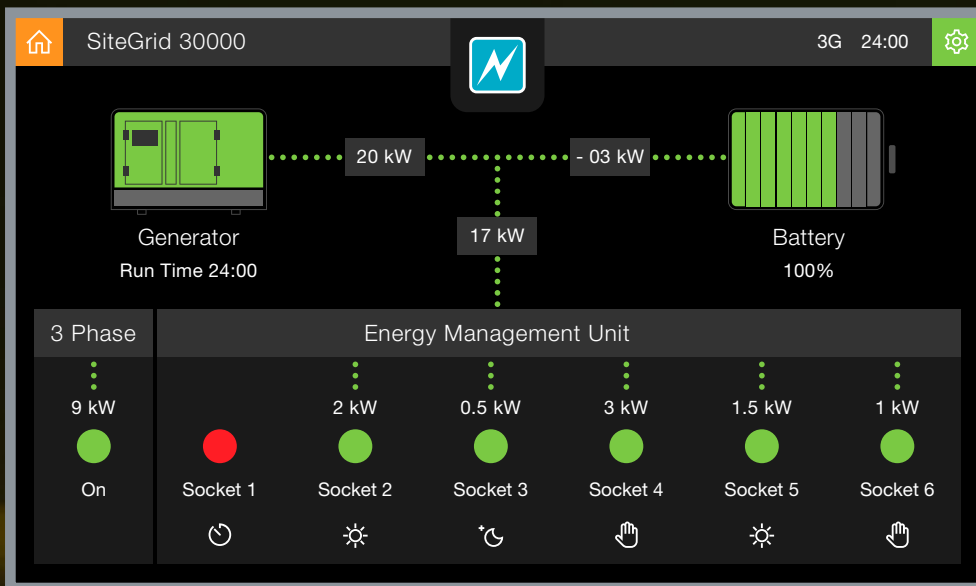 SiteGrid 30000
3G 24:00
20 kW
- 03 kW
17 kW
Generator
Run Time 24:00
Battery
100%
3 Phase
Energy Management Unit
9 kW
2 kW
0.5 kW
3 kW
1.5 kW
1 kW
On
Socket 1
Socket 2
Socket 3
Socket 4
Socket 5
Socket 6